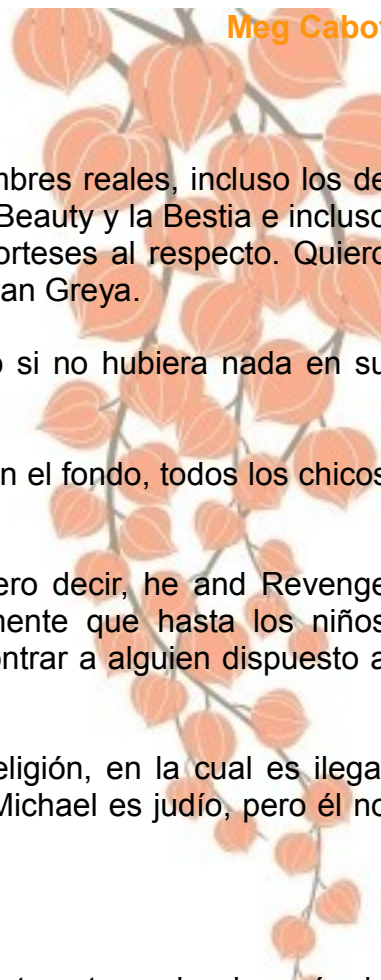 Meg Cabot
mbres reales, incluso los de
Beauty y la Bestia e incluso
orteses al respecto. Quiero
an Greya.
o si no hubiera nada en su
n el fondo, todos los chicos
ero decir, he and Revenge
mente que hasta los niños
ontrar a alguien dispuesto a
eligión, en la cual es ilegal
Michael es judío, pero él no